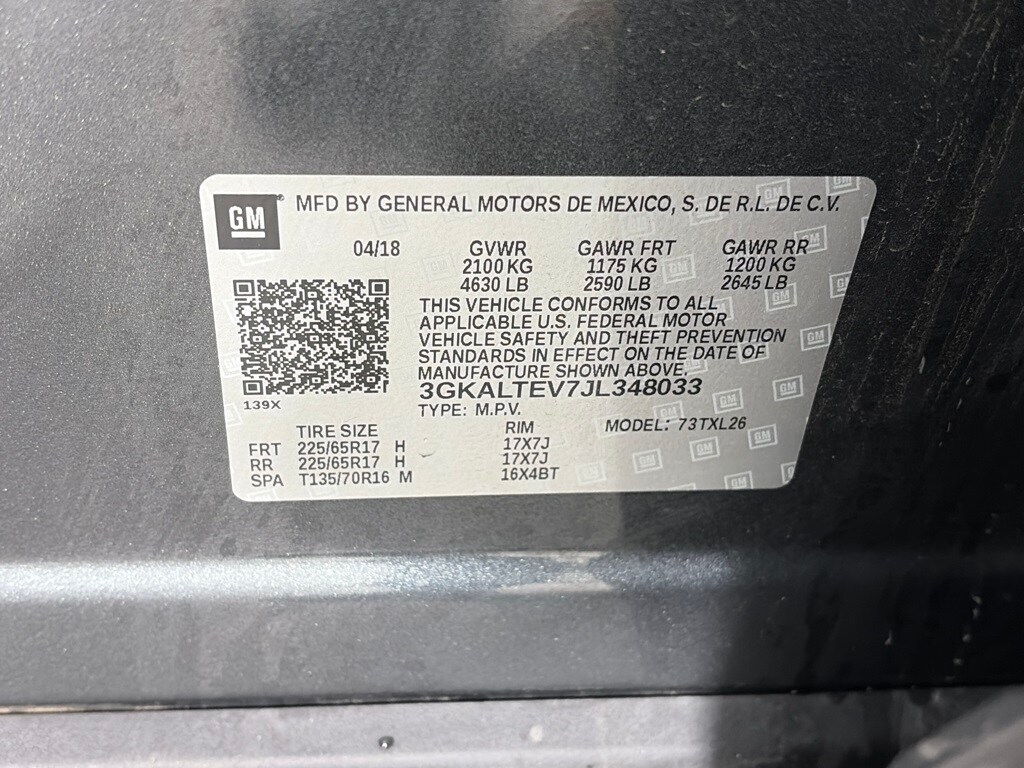 GM MFD BY GENERAL MOTORS DE MEXICO, S. DE R.L. DE C.V.
04/18 GVWR GAWR FRT GAWR RR
2100 KG 1175 KG 1200 KG
4630 LB 2590 LB 2645 LB
THIS VEHICLE CONFORMS TO ALL
APPLICABLE U.S. FEDERAL MOTOR
VEHICLE SAFETY AND THEFT PREVENTION
STANDARDS IN EFFECT ON THE DATE OF
MANUFACTURE SHOWN ABOVE.
3GKALTEV7JL348033
139X
TYPE: M.P.V.
TIRE SIZE RIM MODEL: 73TXL26
FRT 225/65R17 H 17X7J
RR 225/65R17 H 17X7J
SPA T135/70R16 M 16X4BT